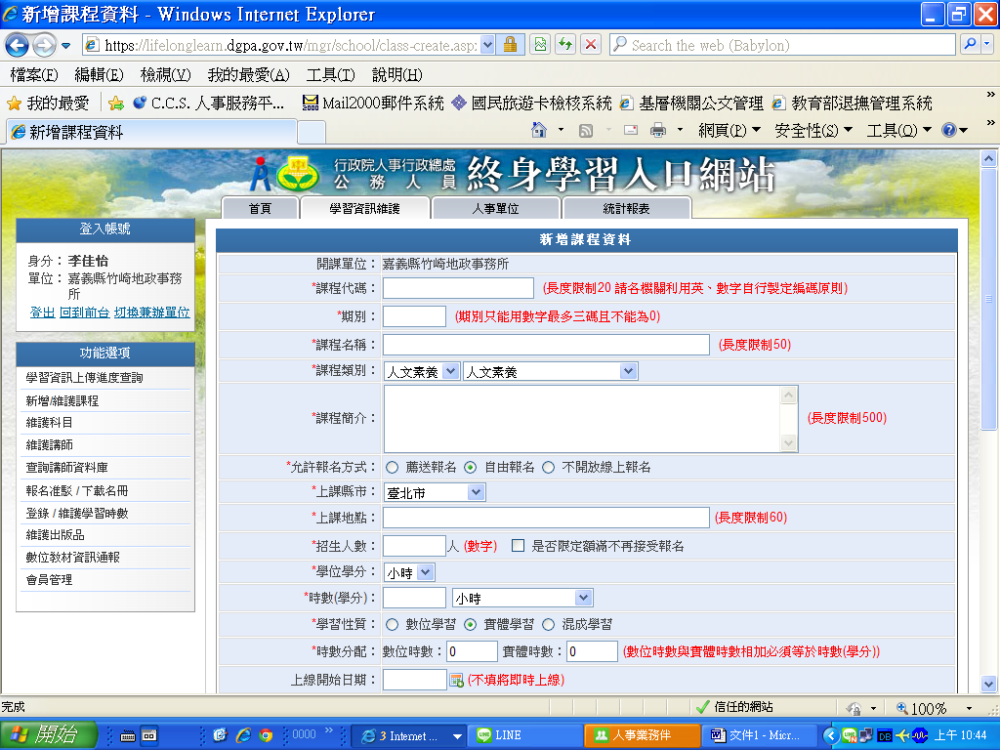 新增課程資料 - Windows Internet Explorer
https://lifelonglearn.dgpa.gov.tw/mgr/school/class-create.asp: Search the web (Babylon)
檔案(F) 編輯(E) 檢視(V) 我的最愛(A) 工具(T) 說明(H)
我的最愛 C.C.S. 人事服務平... Mail2000郵件系統 國民旅遊卡檢核系統 基層機關公文管理 教育部退撫管理系統 »
新增課程資料 網頁(P) 安全性(S) 工具(O) »
行政院人事行政總處
公務人員 終身學習入口網站
首頁 學習資訊維護 人事單位 統計報表
登入帳號
身分：李佳怡
單位：嘉義縣竹崎地政事務
所
登出 回到前台 切換兼辦單位
功能選項
學習資訊上傳進度查詢
新增/維護課程
維護科目
維護講師
查詢講師資料庫
報名准駁 / 下載名冊
登錄 / 維護學習時數
維護出版品
數位教材資訊通報
會員管理
新增課程資料
開課單位：嘉義縣竹崎地政事務所
*課程代碼： (長度限制20 請各機關利用英、數字自行製定編碼原則)
*期別： (期別只能用數字最多三碼且不能為0)
*課程名稱： (長度限制50)
*課程類別： 人文素養 人文素養
*課程簡介： (長度限制500)
*允許報名方式： 薦送報名 自由報名 不開放線上報名
*上課縣市： 臺北市
*上課地點： (長度限制60)
*招生人數： 人 (數字) 是否限定額滿不再接受報名
*學位學分： 小時
*時數(學分)： 小時
*學習性質： 數位學習 實體學習 混成學習
*時數分配： 數位時數： 0 實體時數： 0 (數位時數與實體時數相加必須等於時數(學分))
上線開始日期： (不填將即時上線)
完成 信任的網站 100%
開始 0000 » 3 Internet ... LINE 人事業務伴 文件1 - Micr... 上午 10:44